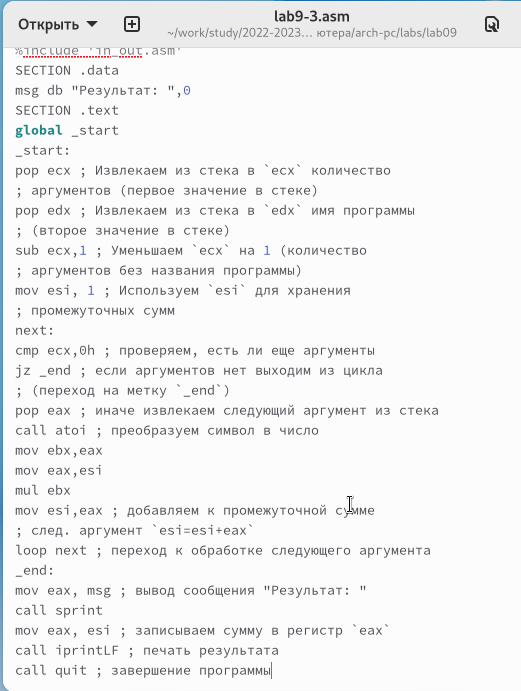 Открыть
lab9-3.asm
~/work/study/2022-2023... ютера/arch-pc/labs/lab09
%include 'in_out.asm'
SECTION .data
msg db "Результат: ",0
SECTION .text
global _start
_start:
pop ecx ; Извлекаем из стека в `ecx` количество
; аргументов (первое значение в стеке)
pop edx ; Извлекаем из стека в `edx` имя программы
; (второе значение в стеке)
sub ecx,1 ; Уменьшаем `ecx` на 1 (количество
; аргументов без названия программы)
mov esi, 1 ; Используем `esi` для хранения
; промежуточных сумм
next:
cmp ecx,0h ; проверяем, есть ли еще аргументы
jz _end ; если аргументов нет выходим из цикла
; (переход на метку `_end`)
pop eax ; иначе извлекаем следующий аргумент из стека
call atoi ; преобразуем символ в число
mov ebx,eax
mov eax,esi
mul ebx
mov esi,eax ; добавляем к промежуточной сумме
; след. аргумент `esi=esi+eax`
loop next ; переход к обработке следующего аргумента
_end:
mov eax, msg ; вывод сообщения "Результат: "
call sprint
mov eax, esi ; записываем сумму в регистр `eax`
call iprintLF ; печать результата
call quit ; завершение программы